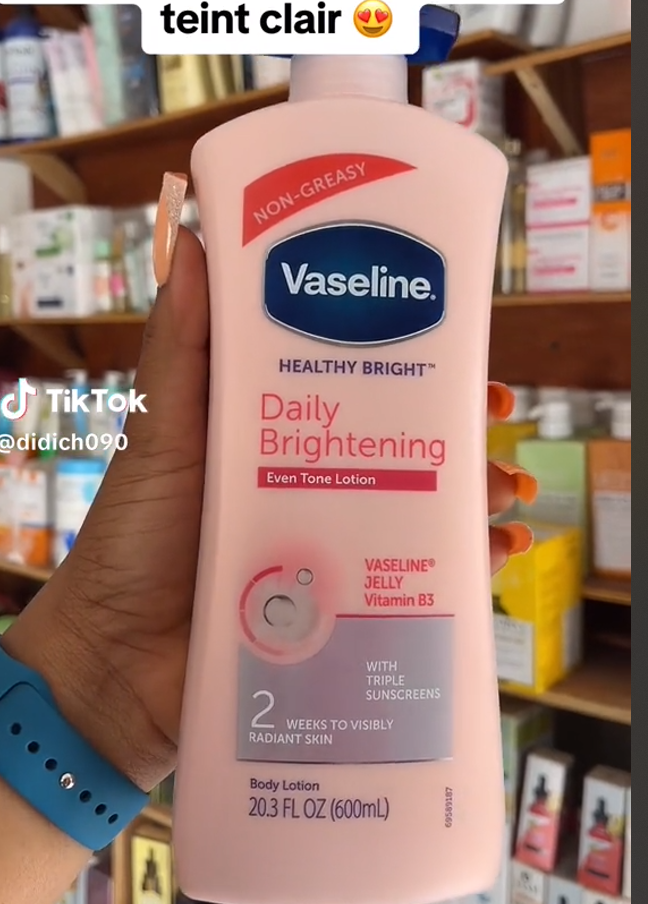 teint clair 😍
NON-GREASY
Vaseline®
HEALTHY BRIGHT™
Daily
Brightening
Even Tone Lotion
VASELINE®
JELLY
Vitamin B3
WITH
TRIPLE
SUNSCREENS
2 WEEKS TO VISIBLY
RADIANT SKIN
Body Lotion
20.3 FL OZ (600mL)
69589187
TikTok
@didich090